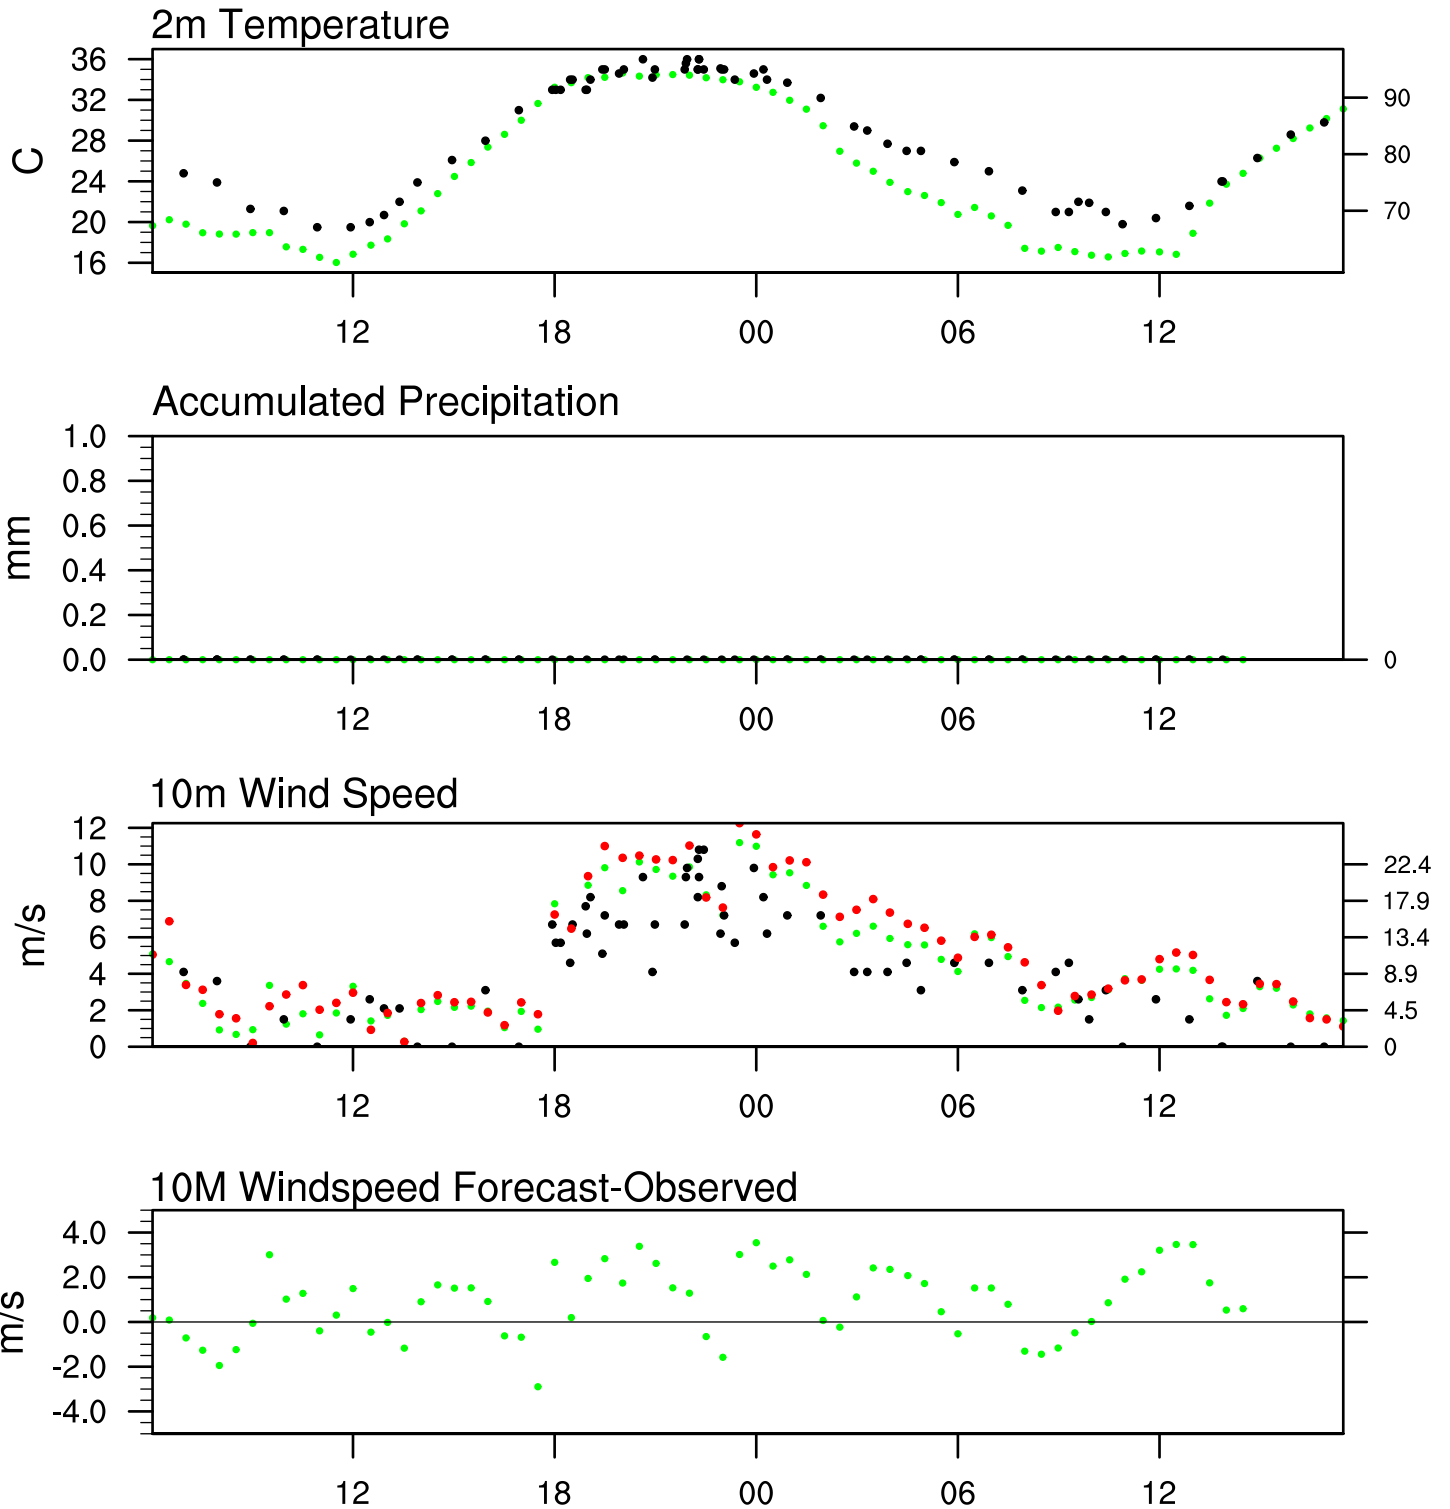 2m Temperature
36
32
28
24
20
16
C
90
80
70
12 18 00 06 12
Accumulated Precipitation
1.0
0.8
0.6
0.4
0.2
0.0
mm
0
12 18 00 06 12
10m Wind Speed
12
10
8
6
4
2
0
m/s
22.4
17.9
13.4
8.9
4.5
0
12 18 00 06 12
10M Windspeed Forecast-Observed
4.0
2.0
0.0
-2.0
-4.0
m/s
12 18 00 06 12